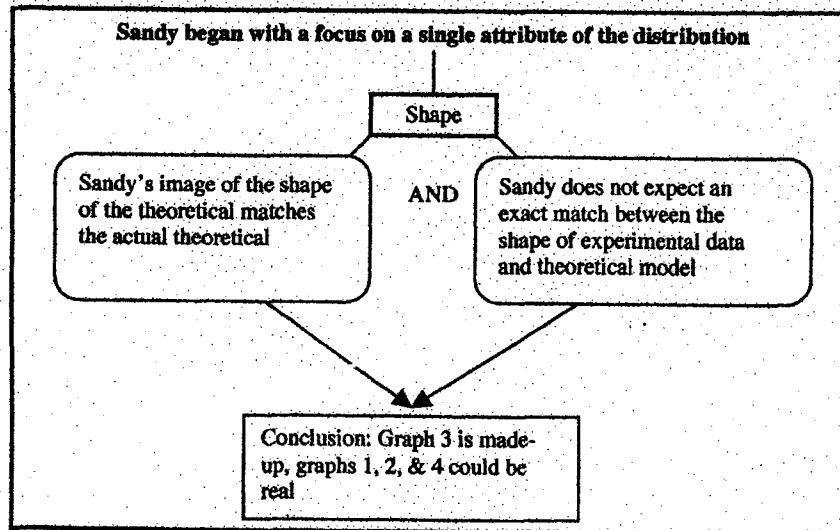 Sandy began with a focus on a single attribute of the distribution
Shape
Sandy's image of the shape
of the theoretical matches
the actual theoretical
AND
Sandy does not expect an
exact match between the
shape of experimental data
and theoretical model
Conclusion: Graph 3 is made-
up, graphs 1, 2, & 4 could be
real